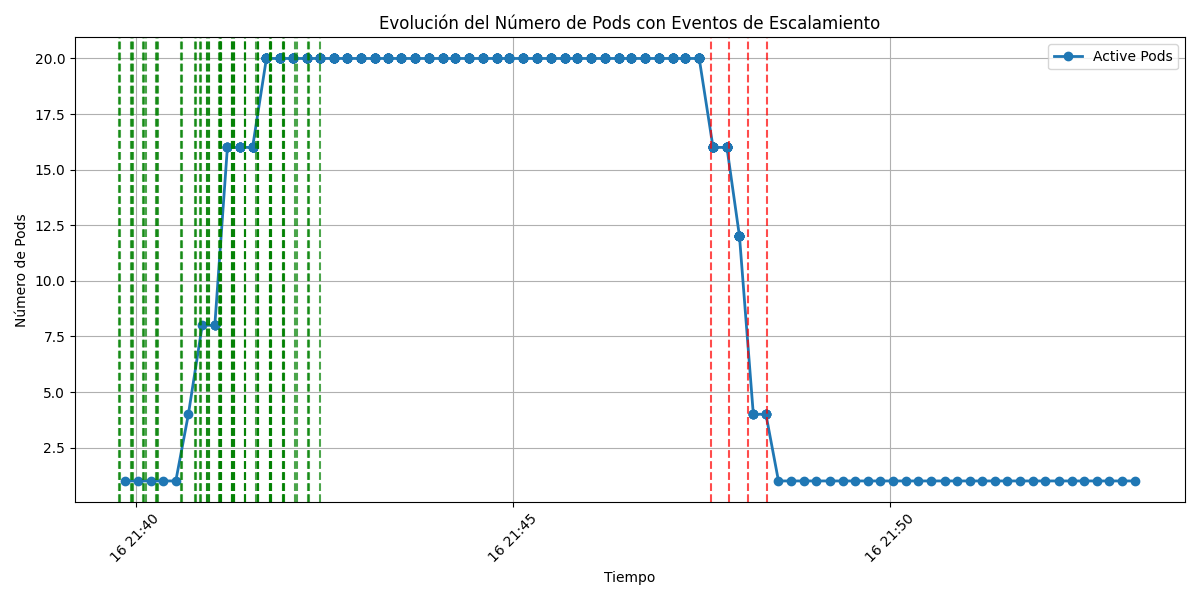 Evolución del Número de Pods con Eventos de Escalamiento
Active Pods
Número de Pods
20.0
17.5
15.0
12.5
10.0
7.5
5.0
2.5
16 21:40
16 21:45
16 21:50
Tiempo